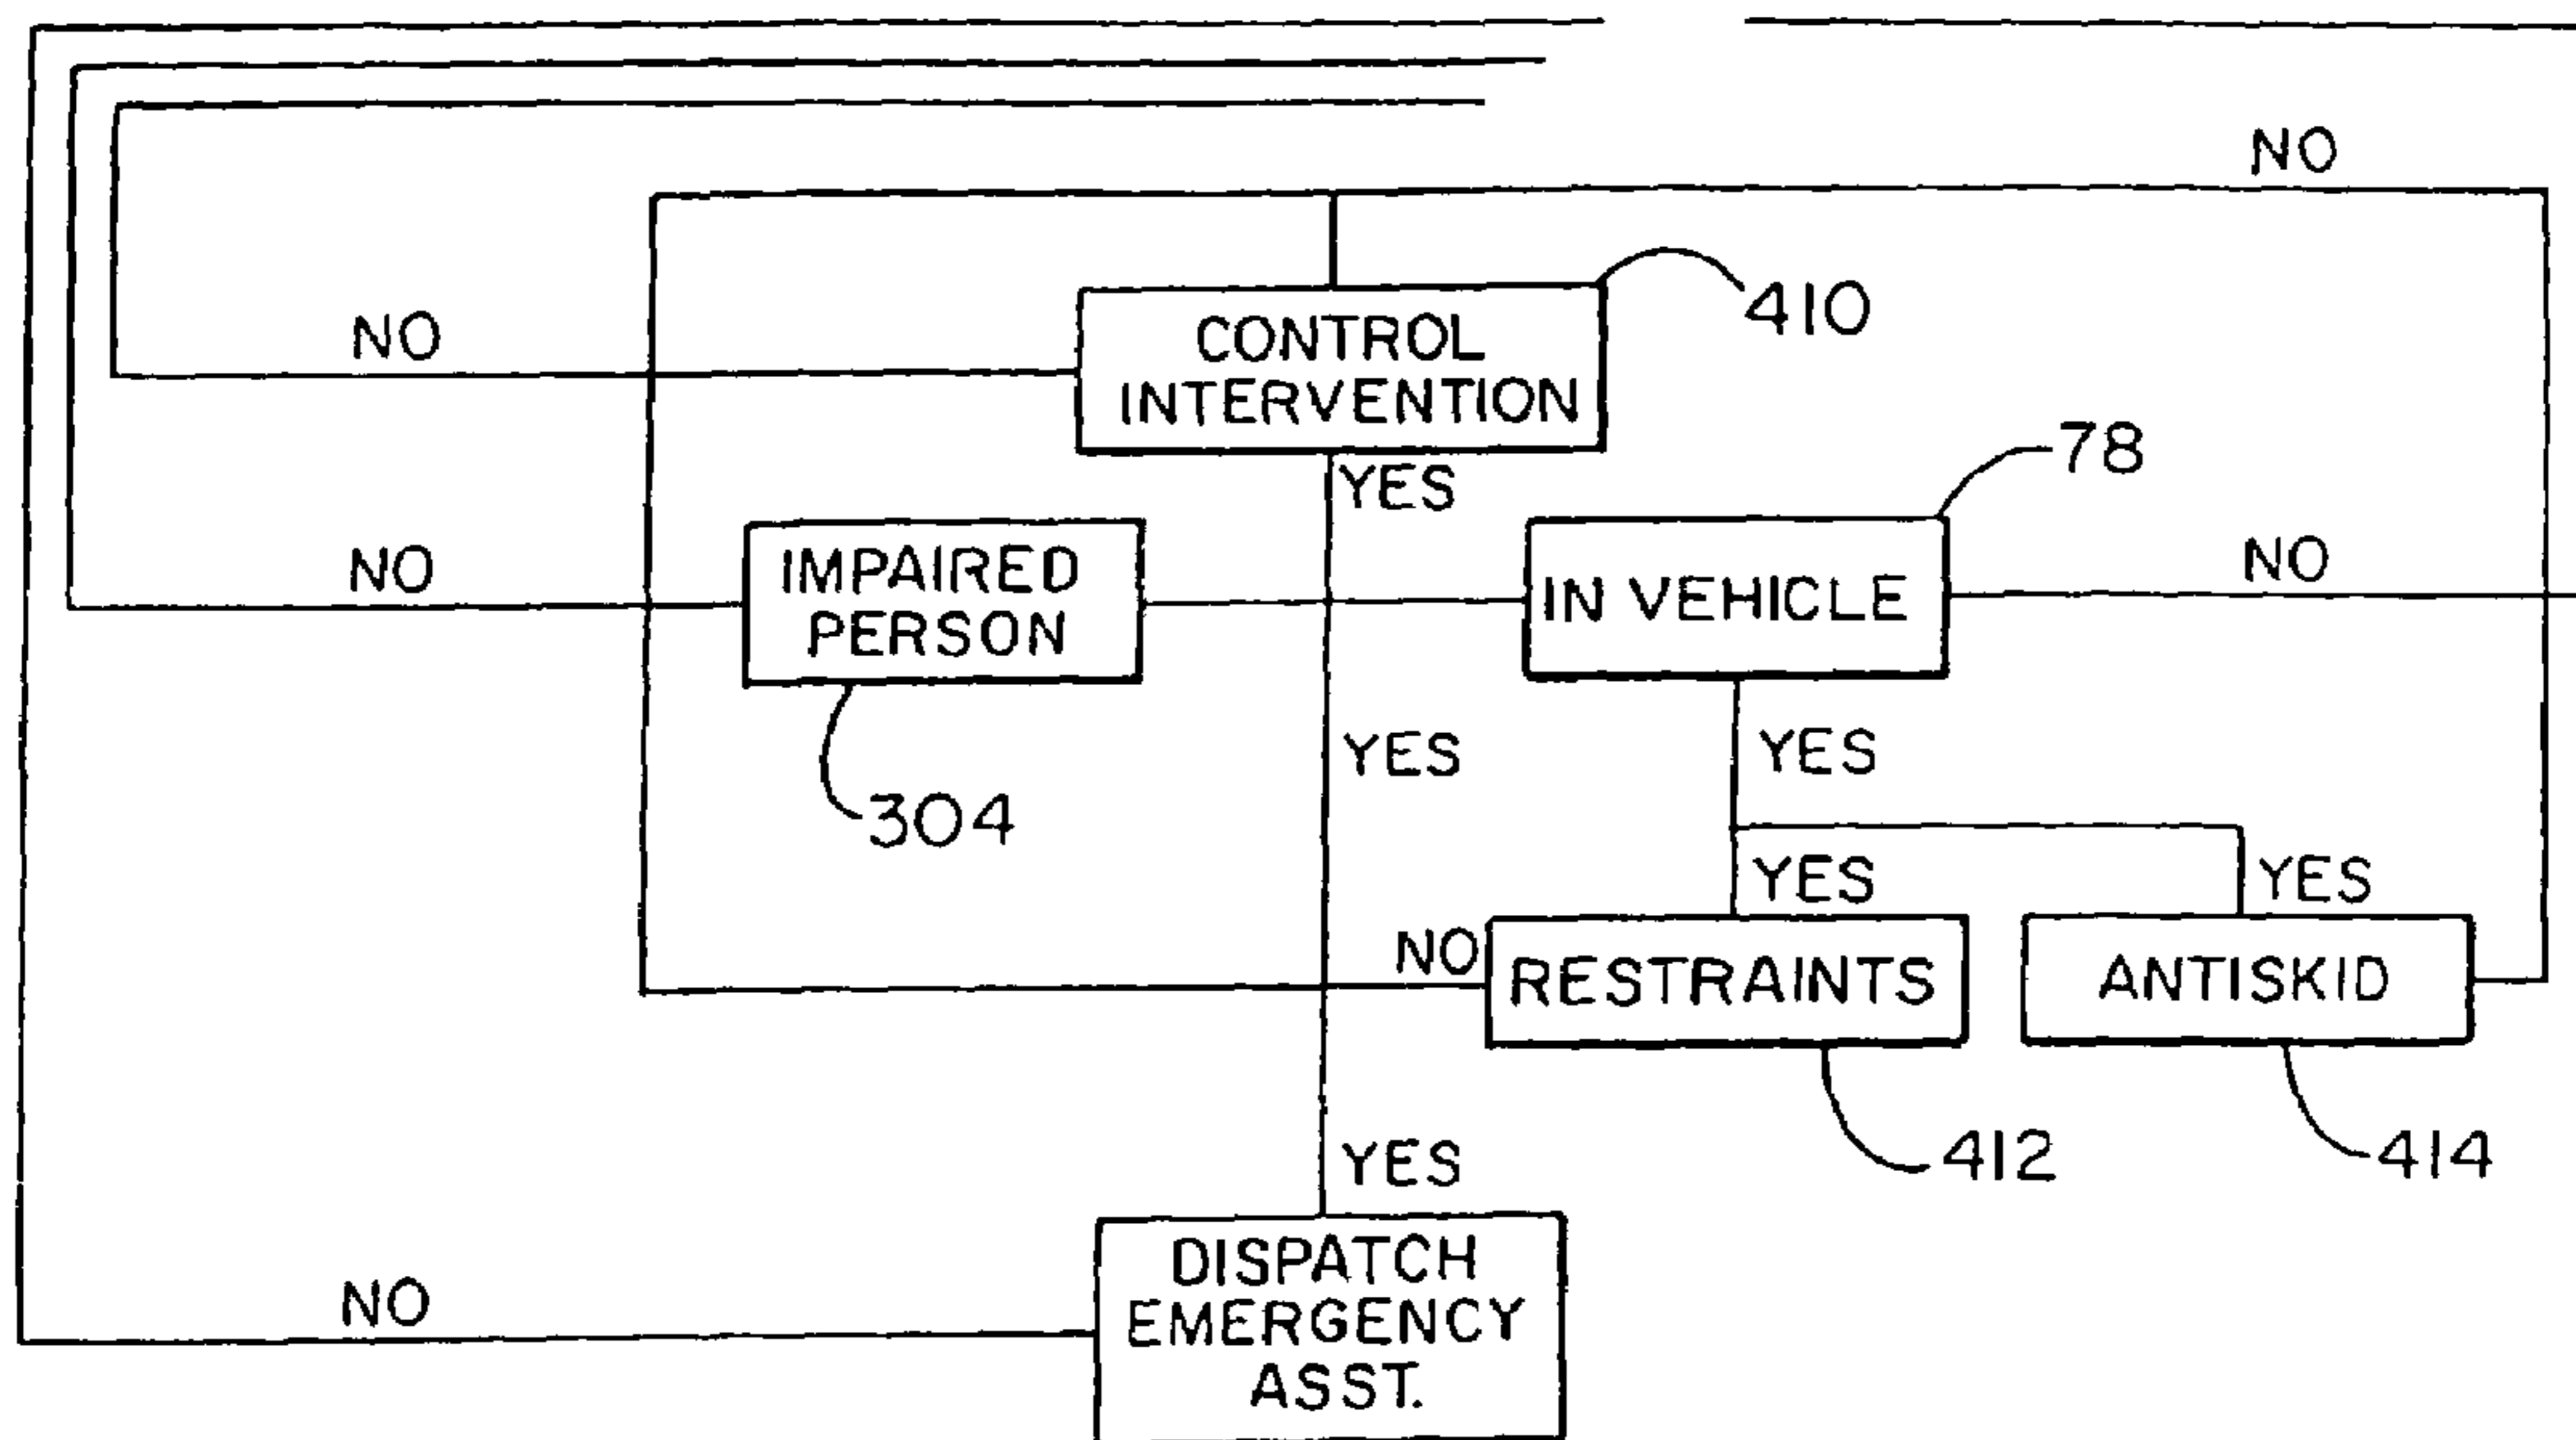 NO
NO
CONTROL
INTERVENTION
410
YES
78
NO
IMPAIRED
PERSON
IN VEHICLE
NO
304
YES
YES
YES
YES
NO
RESTRAINTS
ANTISKID
412
414
YES
NO
DISPATCH
EMERGENCY
ASST.